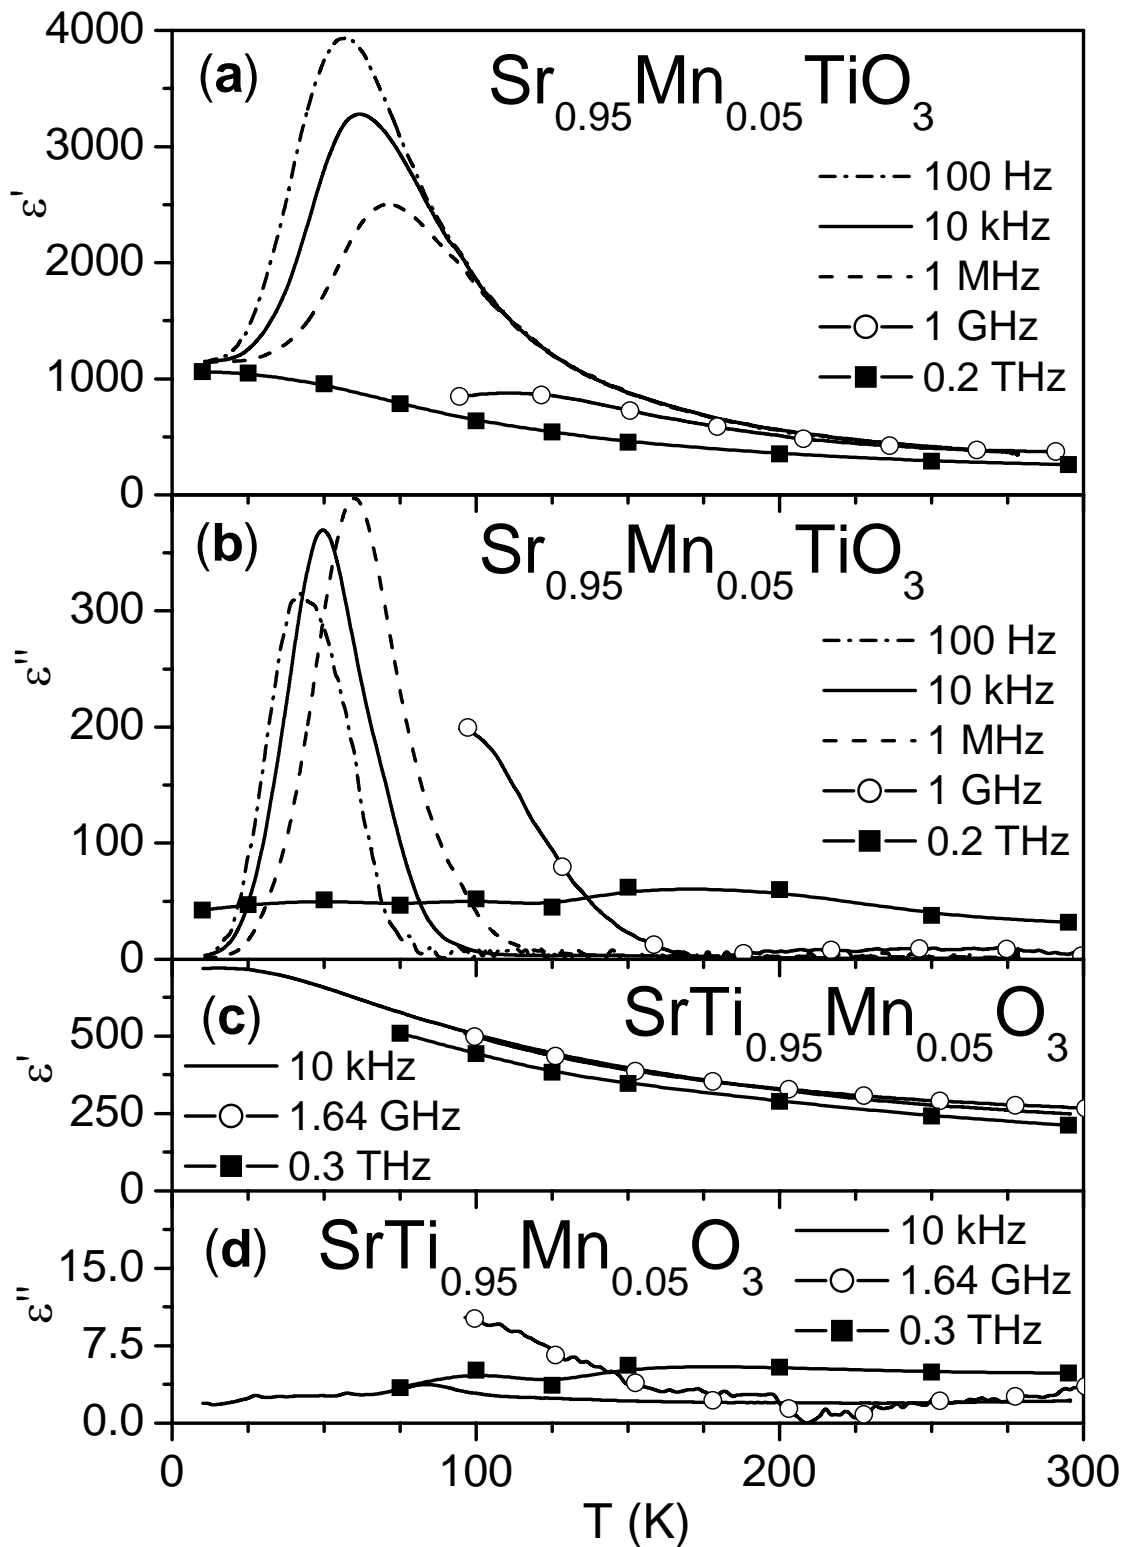 4000
(a) Sr0.95Mn0.05TiO3
3000
100 Hz
ε'
10 kHz
2000
1 MHz
1 GHz
1000
0.2 THz
0
(b) Sr0.95Mn0.05TiO3
300
100 Hz
ε''
10 kHz
200
1 MHz
1 GHz
100
0.2 THz
0
(c) SrTi0.95Mn0.05O3
500
ε'
10 kHz
250
1.64 GHz
0.3 THz
0
(d) SrTi0.95Mn0.05O3
10 kHz
15.0
1.64 GHz
ε''
7.5
0.3 THz
0.0
0 100 200 300
T (K)